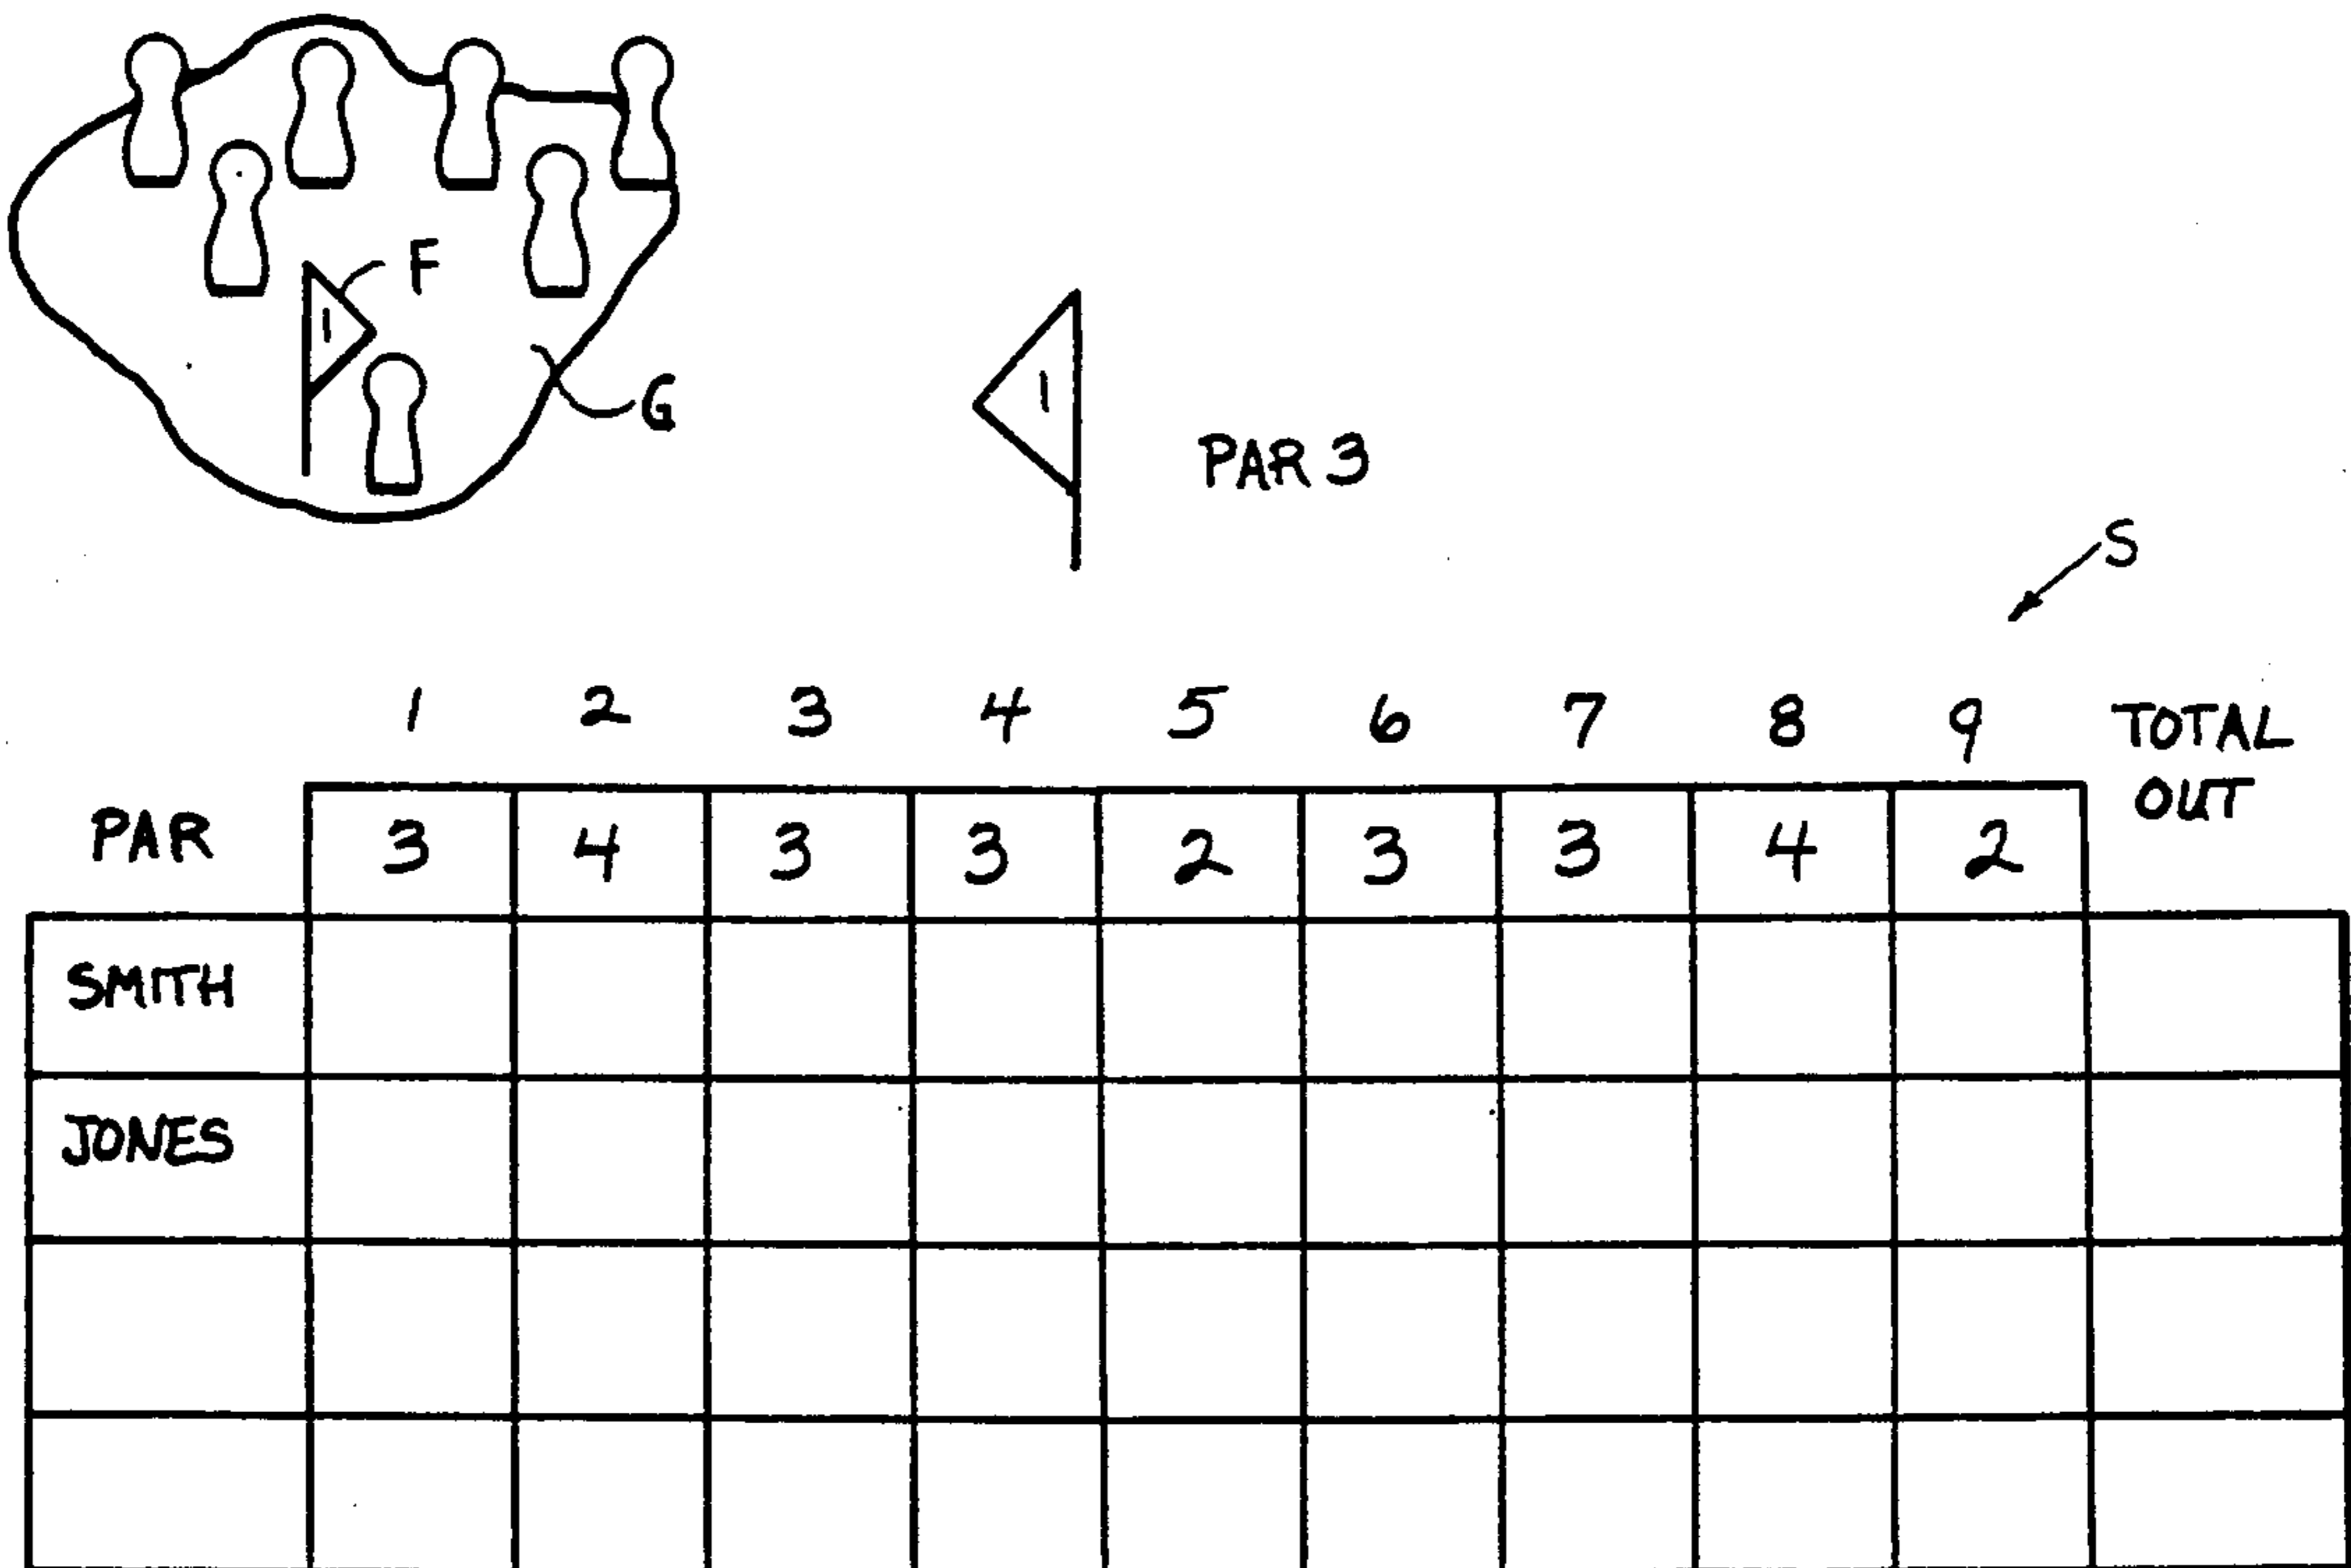 F
1
G
1
PAR 3
S
1 2 3 4 5 6 7 8 9 TOTAL
OUT
PAR 3 4 3 3 2 3 3 4 2
SMITH
JONES